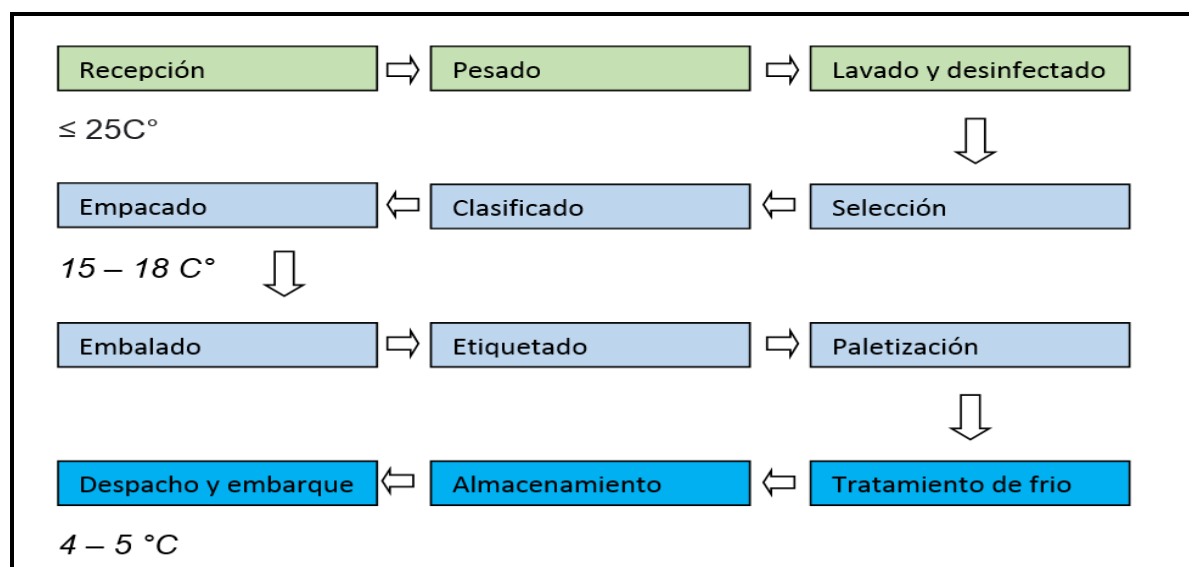 Recepción
Pesado
Lavado y desinfectado
≤ 25C°
Empacado
Clasificado
Selección
15 – 18 C°
Embalado
Etiquetado
Paletización
Despacho y embarque
Almacenamiento
Tratamiento de frio
4 – 5 °C